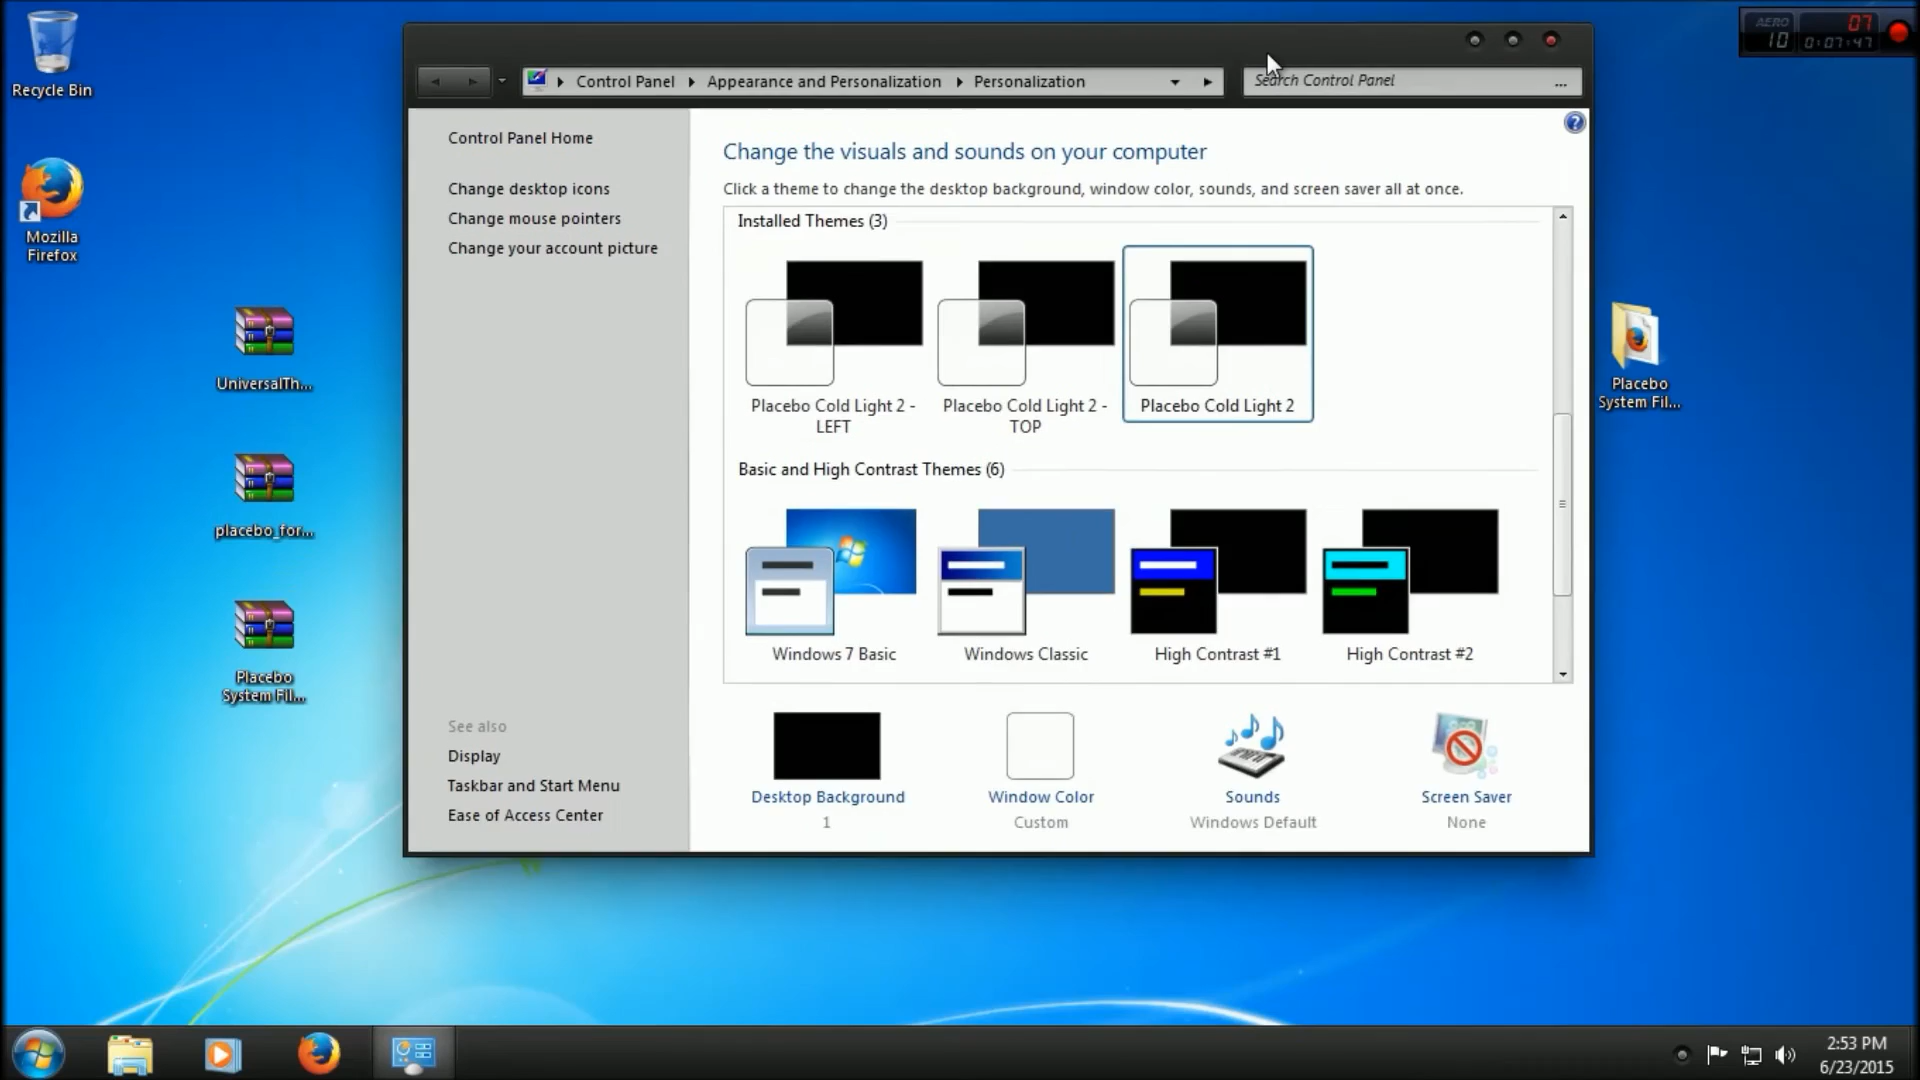 Recycle Bin
Mozilla
Firefox
UniversalTh...
placebo_for...
Placebo
System FIl...
Control Panel
Appearance and Personalization
Personalization
Search Control Panel
...
Control Panel Home
Change desktop icons
Change mouse pointers
Change your account picture
See also
Display
Taskbar and Start Menu
Ease of Access Center
Change the visuals and sounds on your computer
Click a theme to change the desktop background, window color, sounds, and screen saver all at once.
Installed Themes (3)
Placebo Cold Light 2 -
LEFT
Placebo Cold Light 2 -
TOP
Placebo Cold Light 2
Basic and High Contrast Themes (6)
Windows 7 Basic
Windows Classic
High Contrast #1
High Contrast #2
Desktop Background
1
Window Color
Custom
Sounds
Windows Default
Screen Saver
None
AERO
10
07
0:07:47
Placebo
System Fil...
2:53 PM
6/23/2015